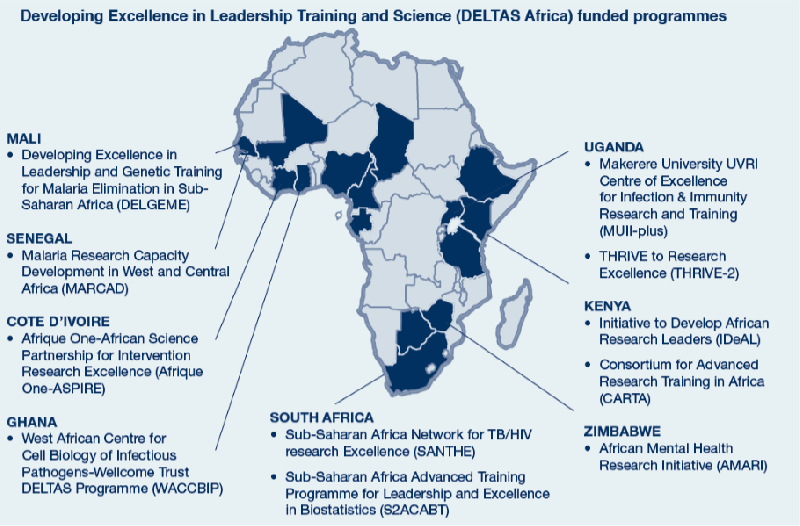 Developing Excellence in Leadership Training and Science (DELTAS Africa) funded programmes
MALI
• Developing Excellence in
Leadership and Genetic Training
for Malaria Elimination in Sub-
Saharan Africa (DELGEME)
SENEGAL
• Malaria Research Capacity
Development in West and Central
Africa (MARCAD)
COTE D'IVOIRE
• Afrique One-African Science
Partnership for Intervention
Research Excellence (Afrique
One-ASPIRE)
GHANA
• West African Centre for
Cell Biology of Infectious
Pathogens-Wellcome Trust
DELTAS Programme (WACCBIP)
SOUTH AFRICA
• Sub-Saharan Africa Network for TB/HIV
research Excellence (SANTHE)
• Sub-Saharan Africa Advanced Training
Programme for Leadership and Excellence
in Biostatistics (S2ACABT)
UGANDA
• Makerere University UVRI
Centre of Excellence
for Infection & Immunity
Research and Training
(MUII-plus)
• THRIVE to Research
Excellence (THRIVE-2)
KENYA
• Initiative to Develop African
Research Leaders (IDeAL)
• Consortium for Advanced
Research Training in Africa
(CARTA)
ZIMBABWE
• African Mental Health
Research Initiative (AMARI)